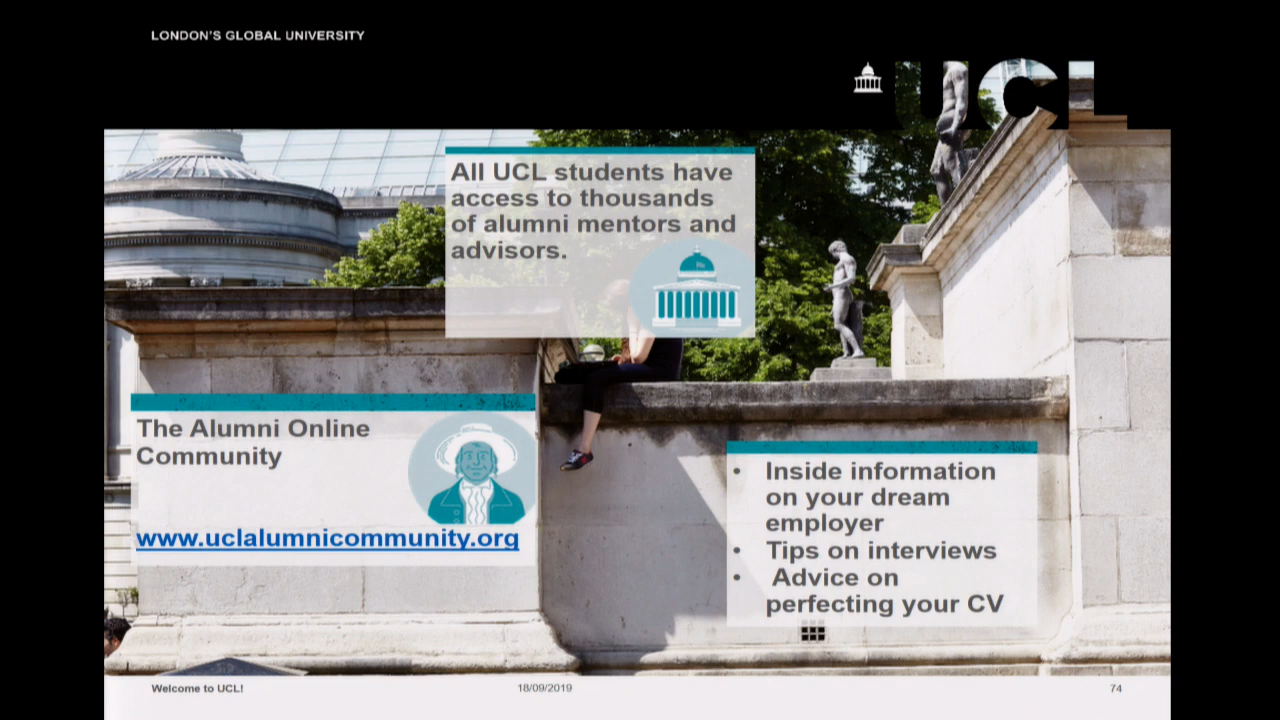 LONDON'S GLOBAL UNIVERSITY
UCL
All UCL students have
access to thousands
of alumni mentors and
advisors.
The Alumni Online
Community
www.uclalumnicommunity.org
• Inside information
on your dream
employer
• Tips on interviews
• Advice on
perfecting your CV
Welcome to UCL!
18/09/2019
74